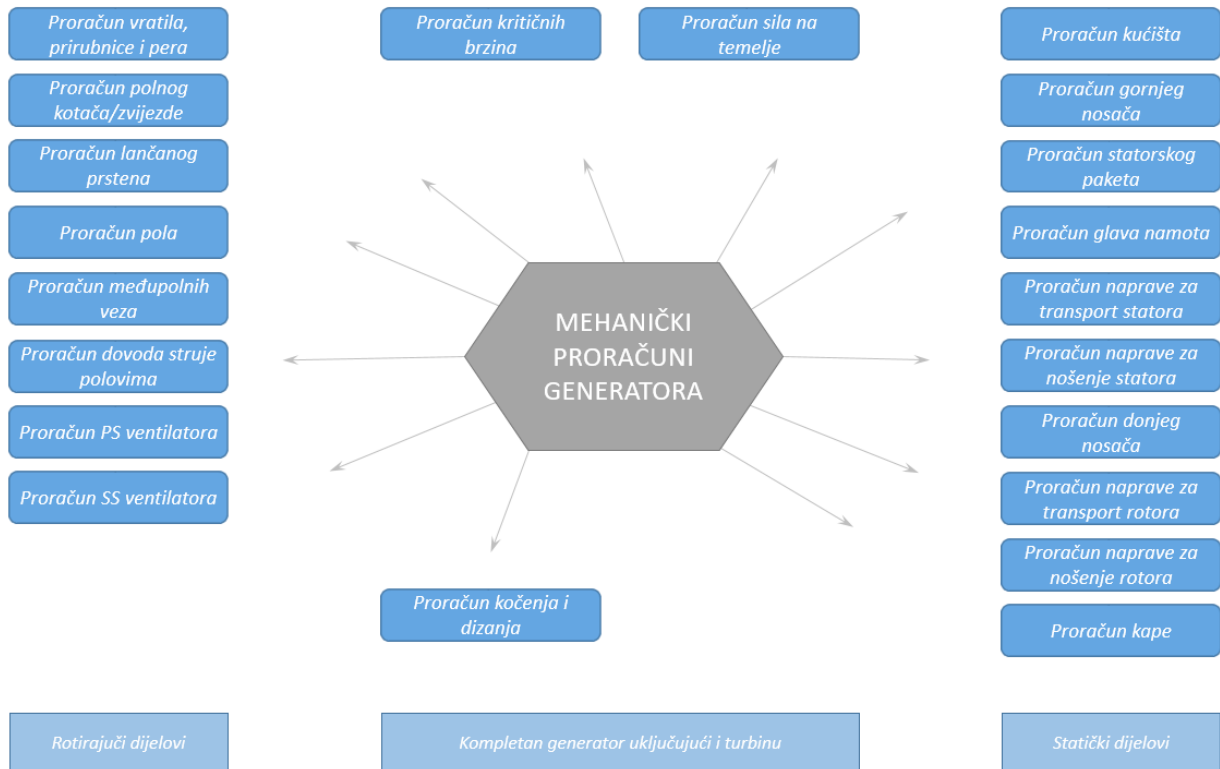 Proračun vratila,
prirubnice i pera
Proračun polnog
kotača/zvijezde
Proračun lančanog
prstena
Proračun pola
Proračun međupolnih
veza
Proračun dovoda struje
polovima
Proračun PS ventilatora
Proračun SS ventilatora
Rotirajuči dijelovi
Proračun kritičnih
brzina
Proračun sila na
temelje
MEHANIČKI
PRORAČUNI
GENERATORA
Proračun kočenja i
dizanja
Kompletan generator uključujući i turbinu
Proračun kućišta
Proračun gornjeg
nosača
Proračun statorskog
paketa
Proračun glava namota
Proračun naprave za
transport statora
Proračun naprave za
nošenje statora
Proračun donjeg
nosača
Proračun naprave za
transport rotora
Proračun naprave za
nošenje rotora
Proračun kape
Statički dijelovi